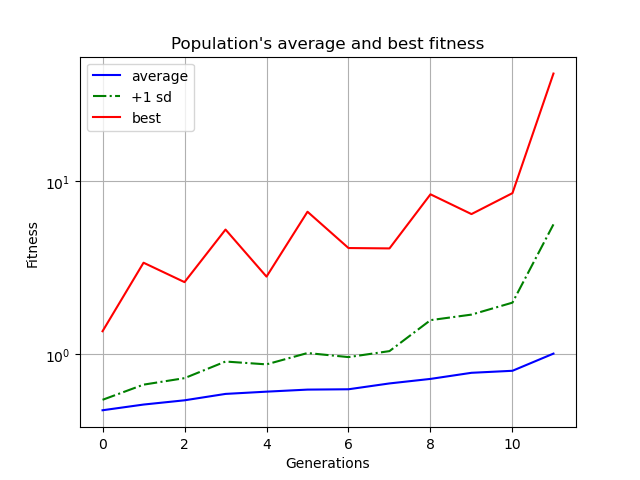 Population's average and best fitness
average
+1 sd
best
10¹
10⁰
Fitness
0 2 4 6 8 10
Generations